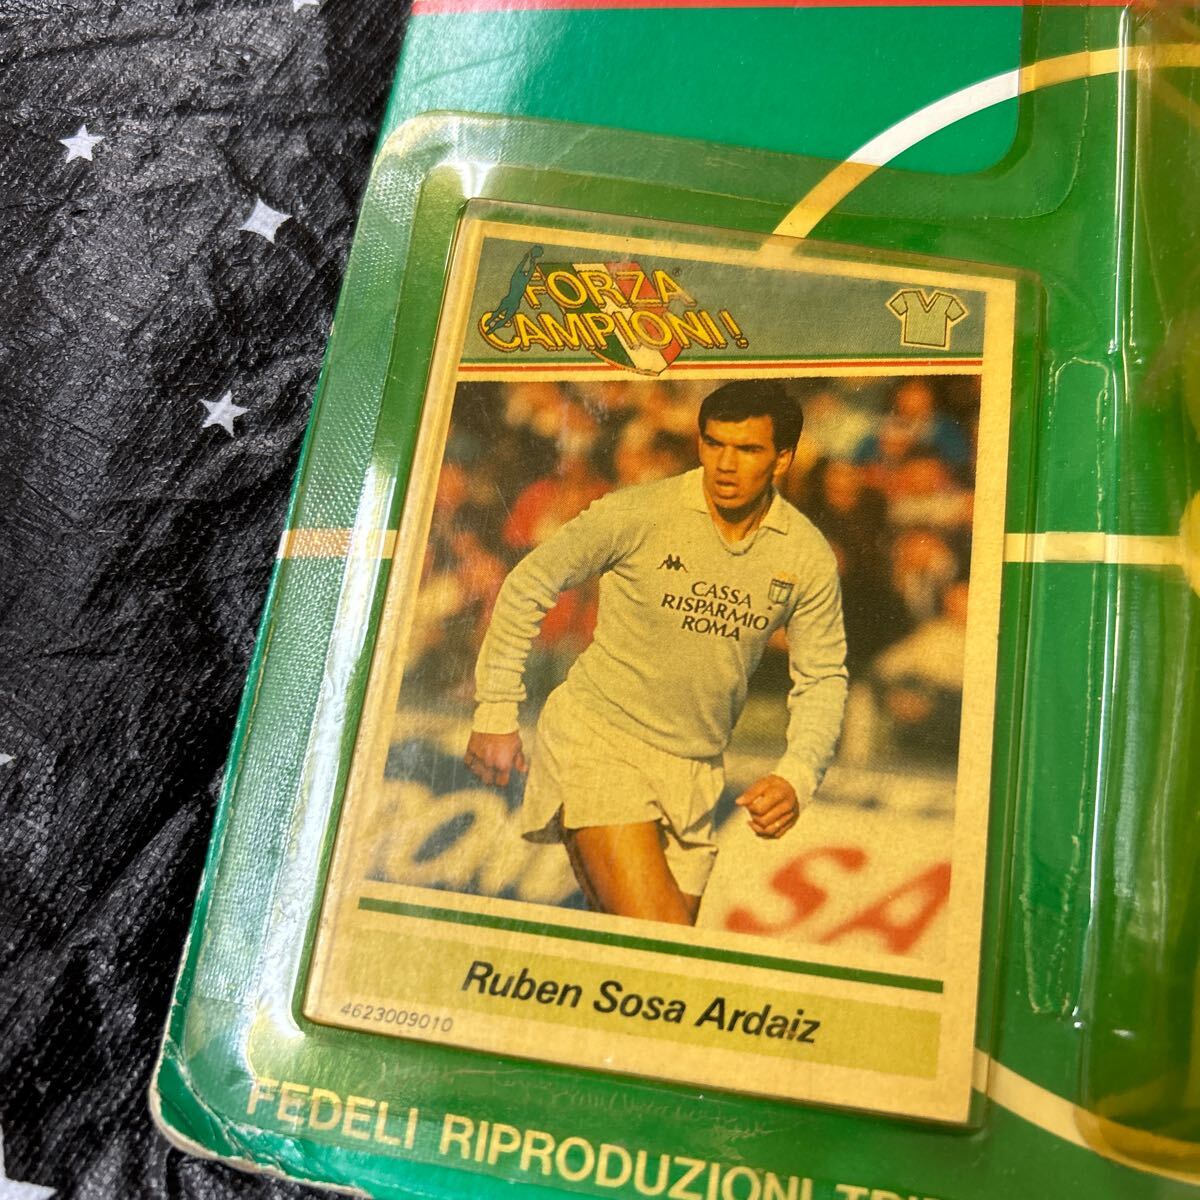 FORZA
CAMPIONI!
CASSA
RISPARMIO
ROMA
SA
Ruben Sosa Ardaiz
4623009010
FEDELI RIPRODUZIONI